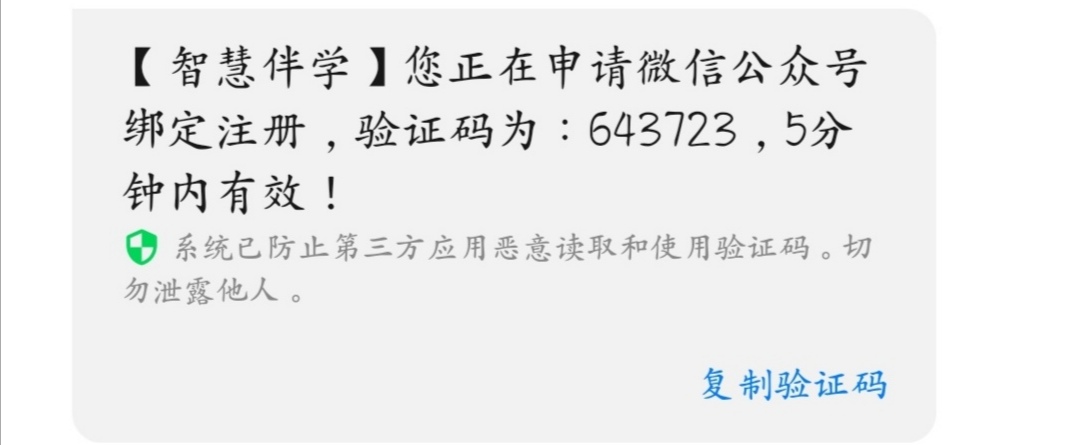 【智慧伴学】您正在申请微信公众号
绑定注册，验证码为：643723，5分
钟内有效！
系统已防止第三方应用恶意读取和使用验证码。切
勿泄露他人。
复制验证码